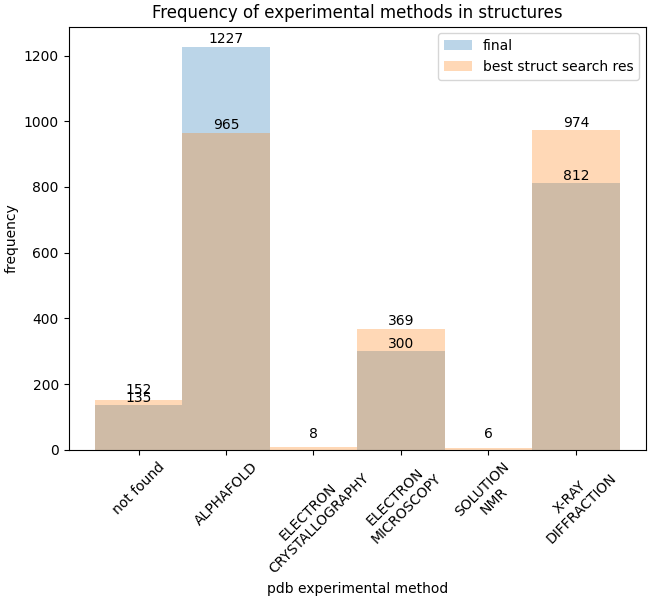 Frequency of experimental methods in structures
final
best struct search res
1227
965
974
812
369
300
152
135
8
6
1200
1000
800
600
400
200
0
frequency
not found
ALPHAFOLD
ELECTRON
CRYSTALLOGRAPHY
ELECTRON
MICROSCOPY
SOLUTION
NMR
X-RAY
DIFFRACTION
pdb experimental method